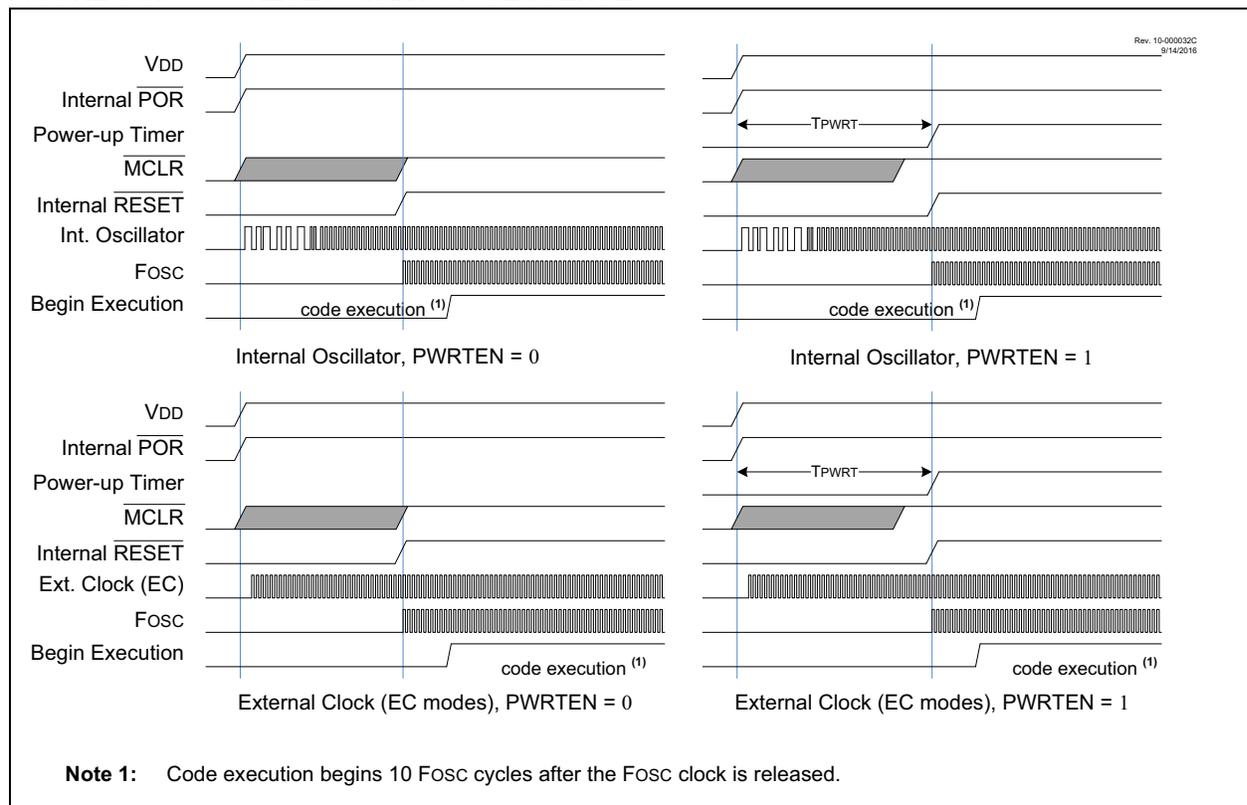 Rev. 10-000032C
9/14/2016
VDD
Internal POR
Power-up Timer
MCLR
Internal RESET
Int. Oscillator
FOSC
Begin Execution
code execution (1)
Internal Oscillator, PWRTEN = 0
TPWRT
code execution (1)
Internal Oscillator, PWRTEN = 1
VDD
Internal POR
Power-up Timer
MCLR
Internal RESET
Ext. Clock (EC)
FOSC
Begin Execution
code execution (1)
External Clock (EC modes), PWRTEN = 0
TPWRT
code execution (1)
External Clock (EC modes), PWRTEN = 1
Note 1: Code execution begins 10 FOSC cycles after the FOSC clock is released.